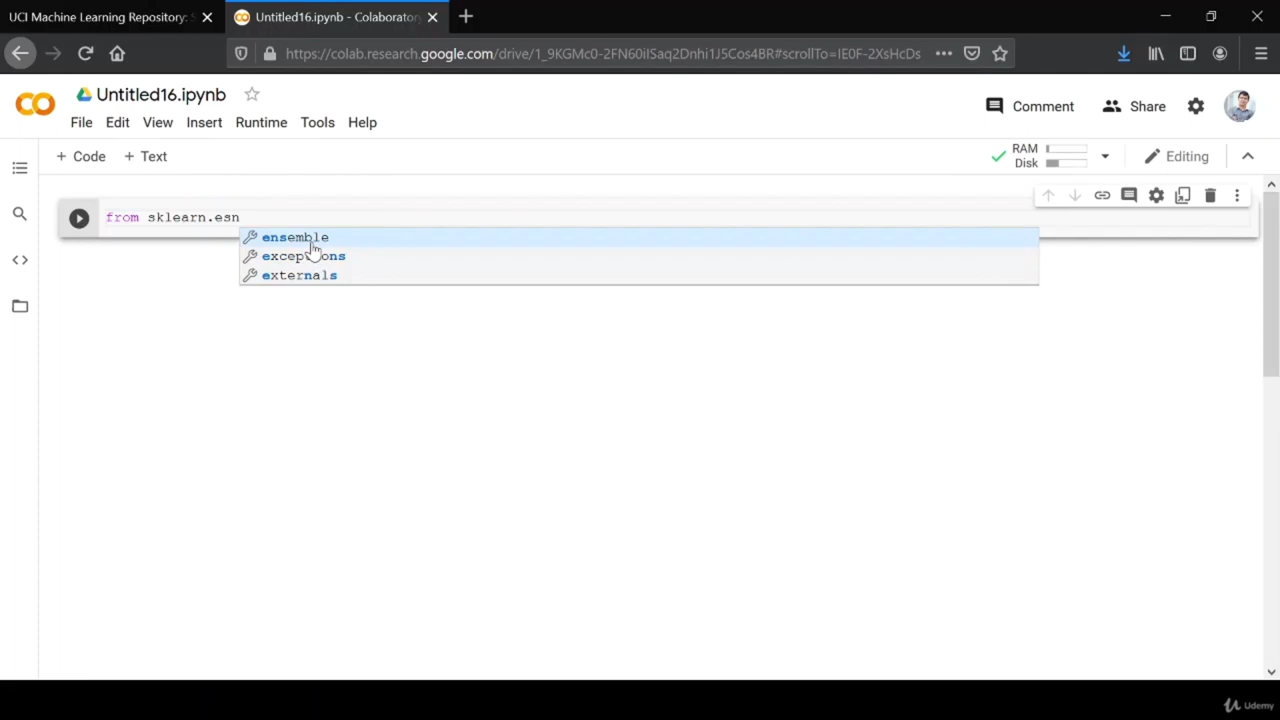 UCI Machine Learning Repository: S
Untitled16.ipynb - Colaboratory
https://colab.research.google.com/drive/1_9KGMc0-2FN60iISaq2Dnhi1J5Cos4BR#scrollTo=IE0F-2XsHcDs
Untitled16.ipynb
Comment
Share
File Edit View Insert Runtime Tools Help
+ Code + Text
RAM
Disk
Editing
from sklearn.esn
ensemble
exceptions
externals
Udemy